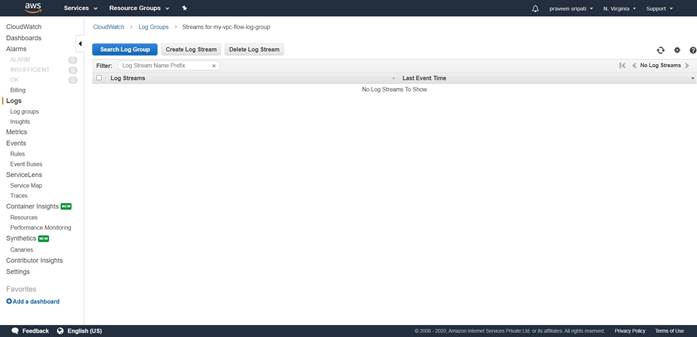 aws
Services
Resource Groups
praveen sripati
N. Virginia
Support
CloudWatch
Dashboards
Alarms
ALARM
INSUFFICIENT
OK
Billing
Logs
Log groups
Insights
Metrics
Events
Rules
Event Buses
ServiceLens
Service Map
Traces
Container Insights NEW
Resources
Performance Monitoring
Synthetics NEW
Canaries
Contributor Insights
Settings
Favorites
Add a dashboard
CloudWatch Log Groups Streams for my-vpc-flow-log-group
Search Log Group Create Log Stream Delete Log Stream
Filter: Log Stream Name Prefix
No Log Streams
Log Streams Last Event Time
No Log Streams To Show
Feedback English (US)
© 2008 - 2020, Amazon Internet Services Private Ltd. or its affiliates. All rights reserved. Privacy Policy Terms of Use